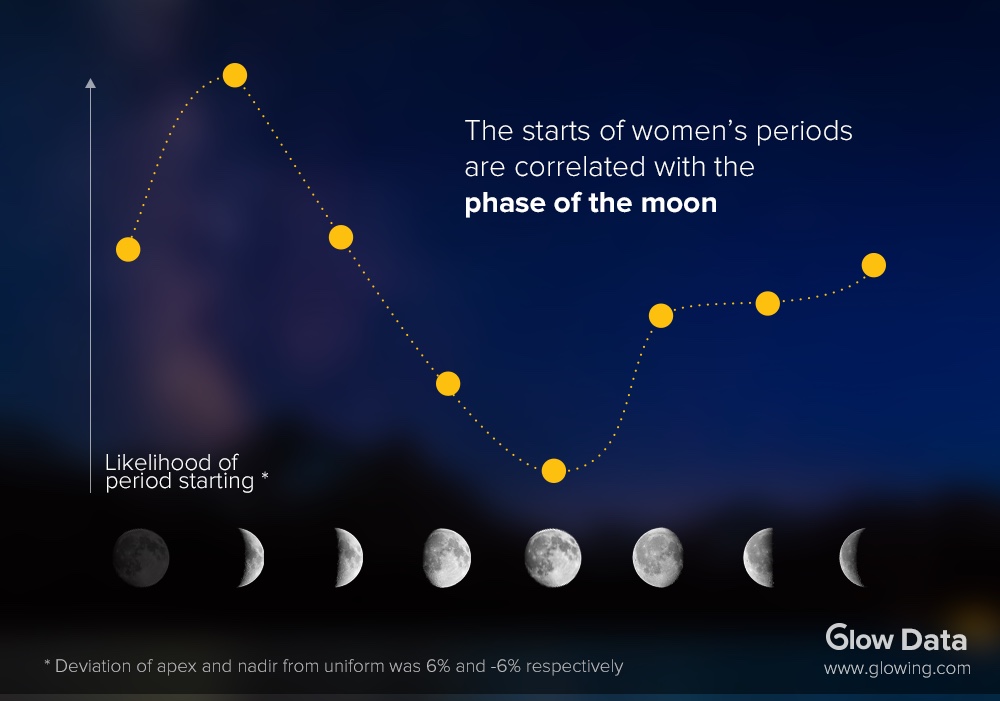 The starts of women’s periods
are correlated with the
phase of the moon
Likelihood of
period starting *
Glow Data
* Deviation of apex and nadir from uniform was 6% and -6% respectively
www.glowing.com